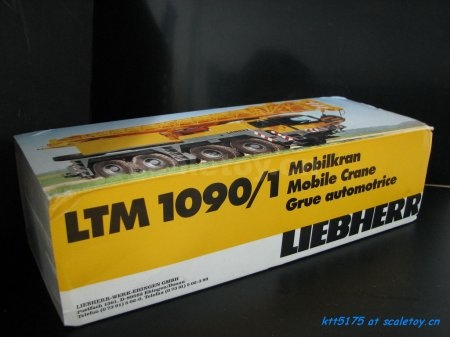 LTM 1090/1
Mobilkran
Mobile Crane
Grue automotrice
LIEBHERR
LIEBHERR-WERK-EHINGEN GMBH
ktt5175 at scaletoy.cn